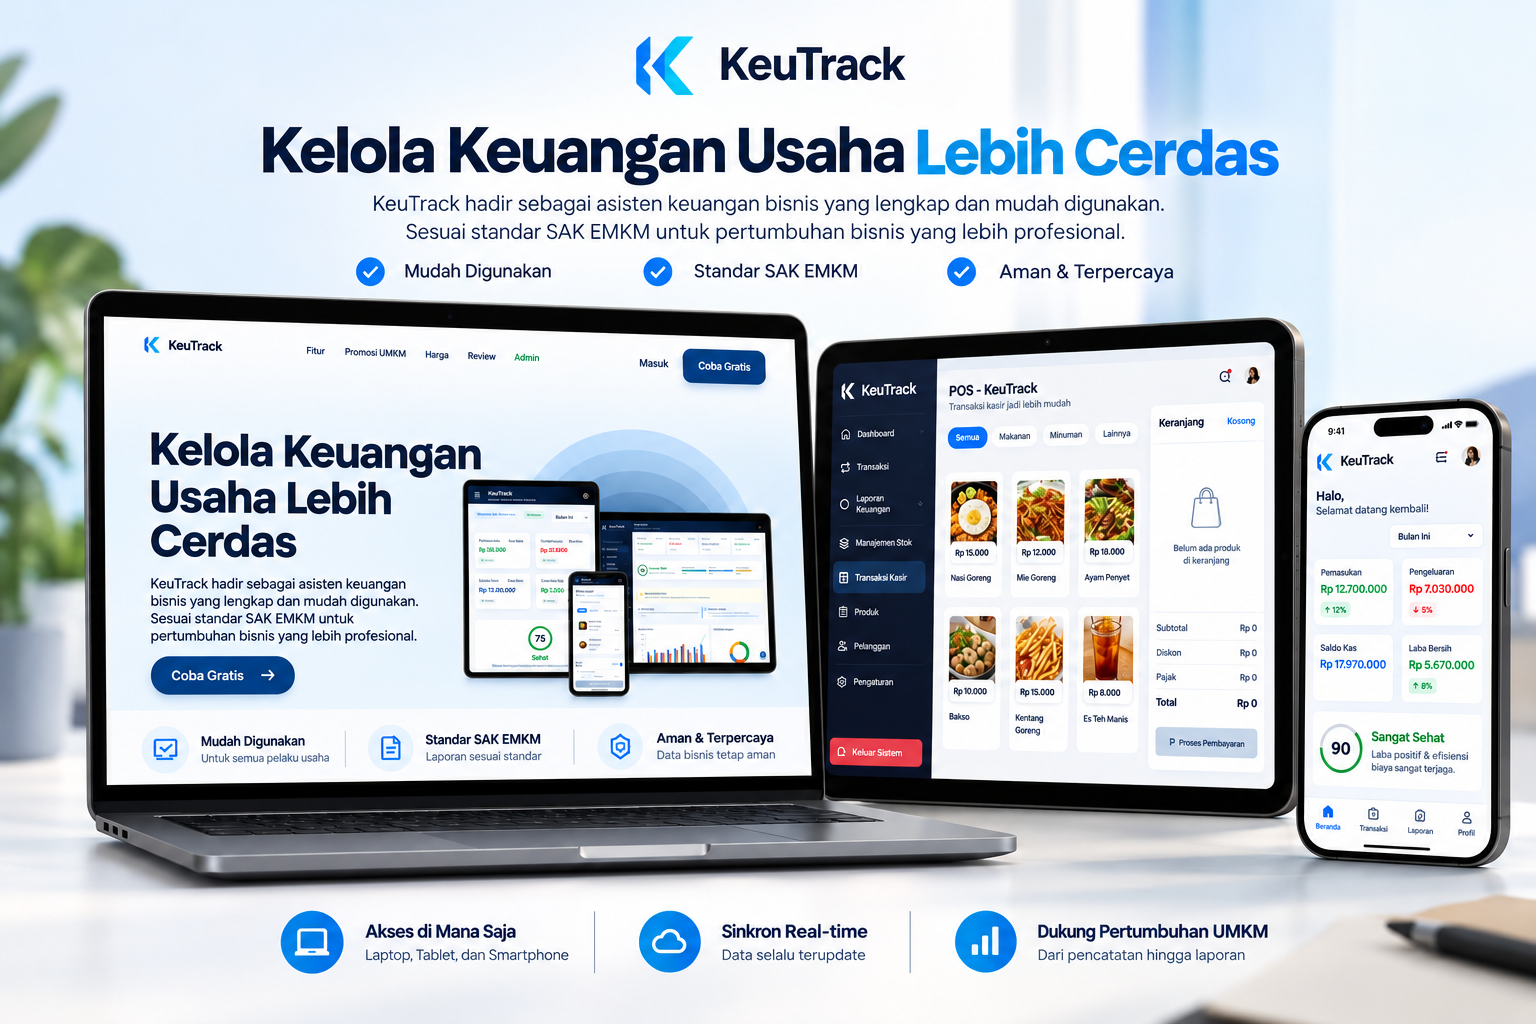 KeuTrack
Kelola Keuangan Usaha Lebih Cerdas
KeuTrack hadir sebagai asisten keuangan bisnis yang lengkap dan mudah digunakan.
Sesuai standar SAK EMKM untuk pertumbuhan bisnis yang lebih profesional.
Mudah Digunakan
Standar SAK EMKM
Aman & Terpercaya
KeuTrack
Fitur
Promosi UMKM
Harga
Review
Admin
Masuk
Coba Gratis
Kelola Keuangan
Usaha Lebih
Cerdas
KeuTrack hadir sebagai asisten keuangan
bisnis yang lengkap dan mudah digunakan.
Sesuai standar SAK EMKM untuk
pertumbuhan bisnis yang lebih profesional.
Coba Gratis
KeuTrack
Bulan Ini
75
Sehat
Mudah Digunakan
Untuk semua pelaku usaha
Standar SAK EMKM
Laporan sesuai standar
Aman & Terpercaya
Data bisnis tetap aman
KeuTrack
Dashboard
Transaksi
Laporan
Keuangan
Manajemen Stok
Transaksi Kasir
Produk
Pelanggan
Pengaturan
Keluar Sistem
POS - KeuTrack
Transaksi kasir jadi lebih mudah
Semua
Makanan
Minuman
Lainnya
Rp 15.000
Nasi Goreng
Rp 12.000
Mie Goreng
Rp 18.000
Ayam Penyet
Rp 10.000
Bakso
Rp 15.000
Kentang
Goreng
Rp 8.000
Es Teh Manis
Keranjang
Kosong
Belum ada produk
di keranjang
Subtotal Rp 0
Diskon Rp 0
Pajak Rp 0
Total Rp 0
Proses Pembayaran
9:41
KeuTrack
Halo,
Selamat datang kembali!
Bulan Ini
Pemasukan
Rp 12.700.000
↑ 12%
Pengeluaran
Rp 7.030.000
↓ 5%
Saldo Kas
Rp 17.970.000
Laba Bersih
Rp 5.670.000
↑ 8%
90
Sangat Sehat
Laba positif & efisiensi
biaya sangat terjaga.
Beranda
Transaksi
Laporan
Profil
Akses di Mana Saja
Laptop, Tablet, dan Smartphone
Sinkron Real-time
Data selalu terupdate
Dukung Pertumbuhan UMKM
Dari pencatatan hingga laporan